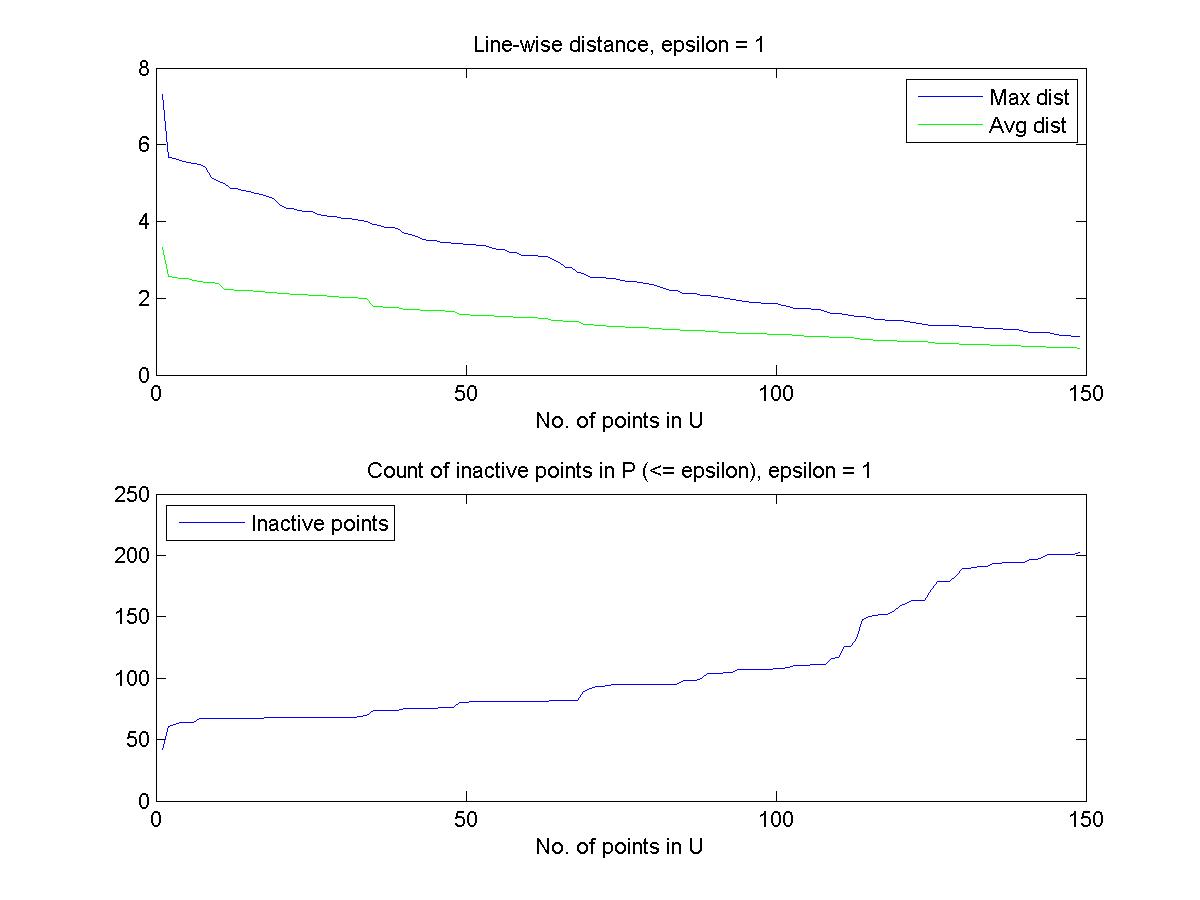 Line-wise distance, epsilon = 1
8
6
4
2
0
Max dist
Avg dist
0 50 100 150
No. of points in U
Count of inactive points in P (<= epsilon), epsilon = 1
250
200
150
100
50
0
Inactive points
0 50 100 150
No. of points in U